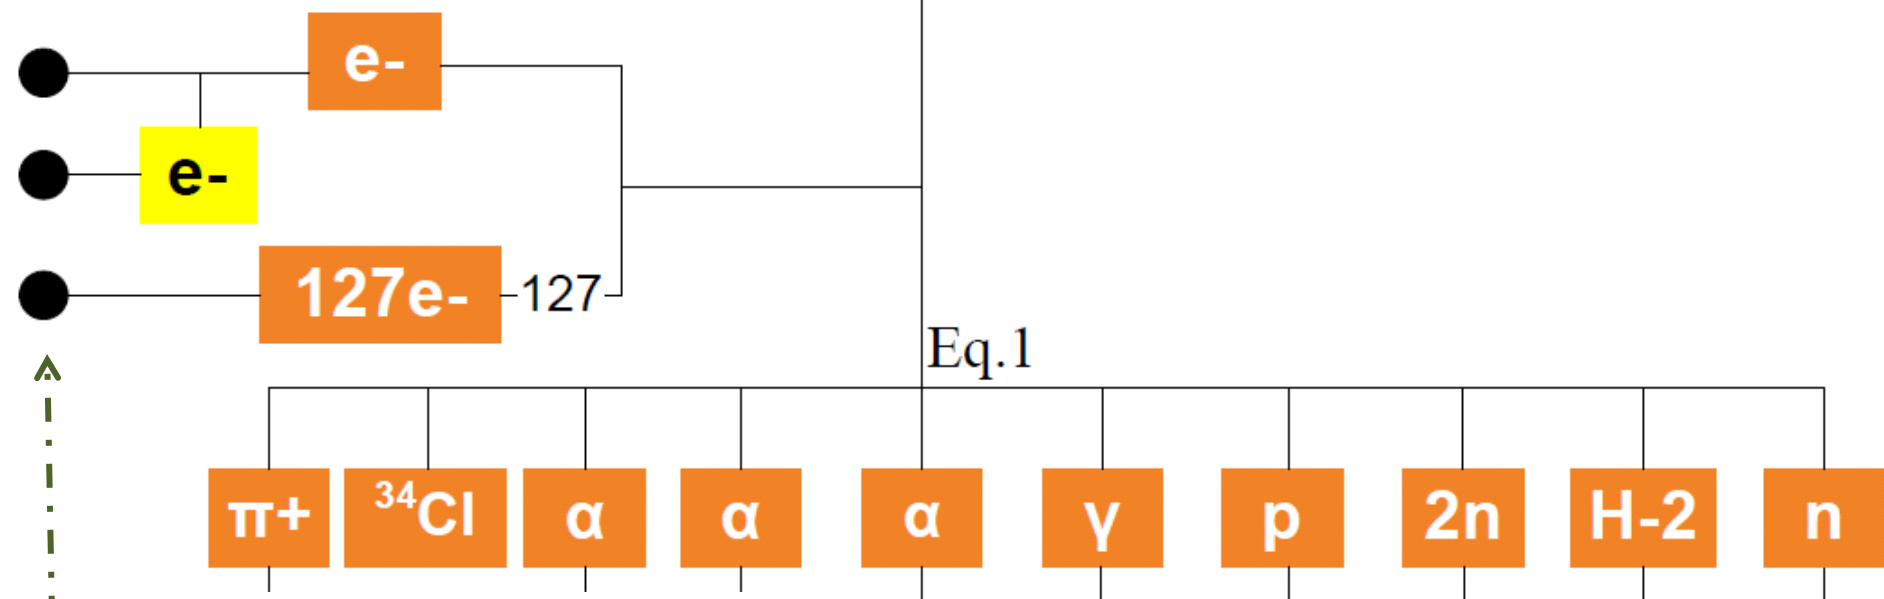 e-
e-
127e-
127
Eq.1
π+ ³⁴Cl α α α γ p 2n H-2 n